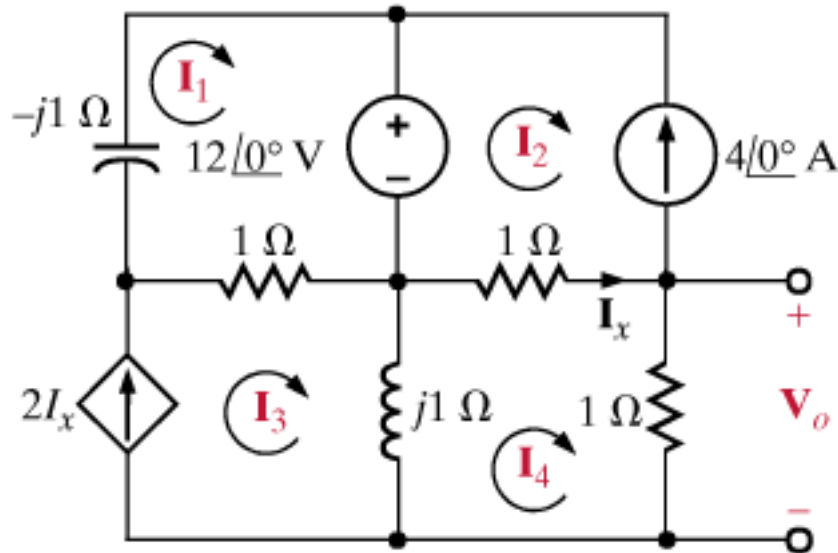 I₁
–j1 Ω
12/0° V
+
–
I₂
4/0° A
1 Ω
1 Ω
Iₓ
+
2Iₓ
I₃
j1 Ω
1 Ω
Vₒ
I₄
–